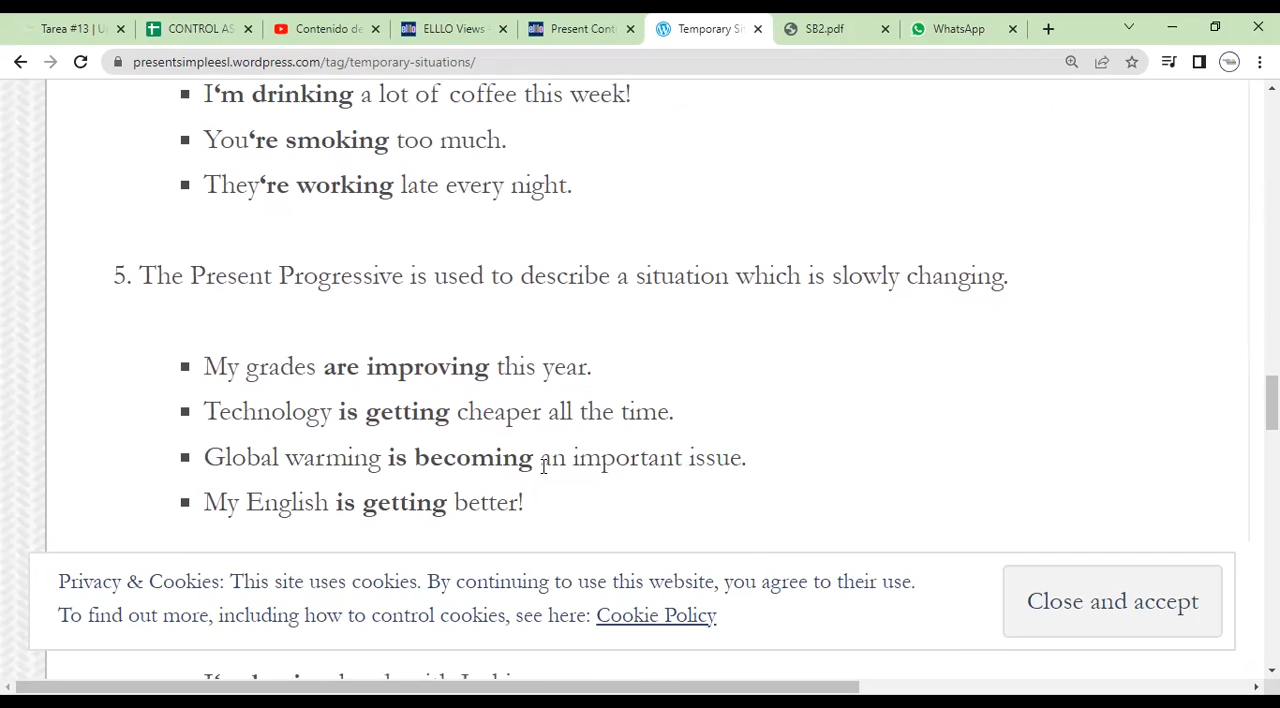 Tarea #13 | U
CONTROL AS
Contenido de
ELLLO Views
Present Cont
Temporary Si
SB2.pdf
WhatsApp
presentsimpleesl.wordpress.com/tag/temporary-situations/
I‘m drinking a lot of coffee this week!
You‘re smoking too much.
They‘re working late every night.
5. The Present Progressive is used to describe a situation which is slowly changing.
My grades are improving this year.
Technology is getting cheaper all the time.
Global warming is becoming an important issue.
My English is getting better!
Privacy & Cookies: This site uses cookies. By continuing to use this website, you agree to their use.
To find out more, including how to control cookies, see here: Cookie Policy
Close and accept